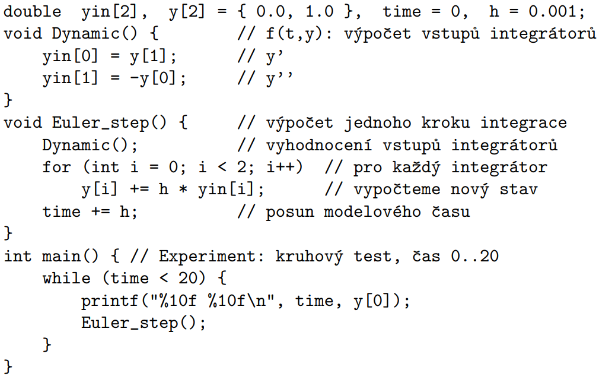 double  yin[2],  y[2] = { 0.0, 1.0 },  time = 0,  h = 0.001;
void Dynamic() {        // f(t,y): výpočet vstupů integrátorů
    yin[0] = y[1];      // y'
    yin[1] = -y[0];     // y''
}
void Euler_step() {     // výpočet jednoho kroku integrace
    Dynamic();          // vyhodnocení vstupů integrátorů
    for (int i = 0; i < 2; i++)  // pro každý integrátor
        y[i] += h * yin[i];      // vypočteme nový stav
    time += h;          // posun modelového času
}
int main() { // Experiment: kruhový test, čas 0..20
    while (time < 20) {
        printf("%10f %10f\n", time, y[0]);
        Euler_step();
    }
}